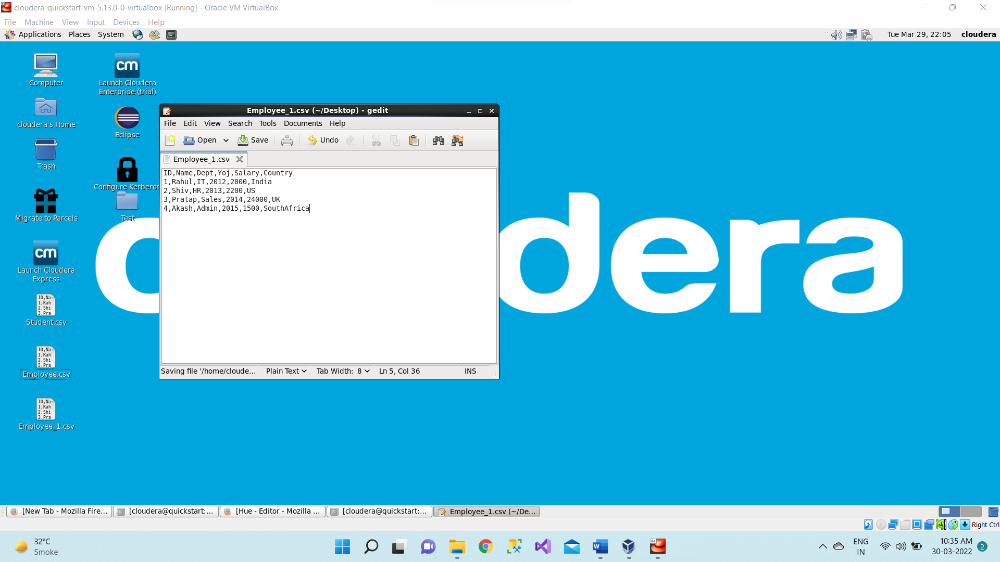 cloudera-quickstart-vm-5.13.0-0-virtualbox [Running] - Oracle VM VirtualBox
File Machine View Input Devices Help
Applications Places System
Tue Mar 29, 22:05 cloudera
Computer
cm
Launch Cloudera
Enterprise (trial)
cloudera's Home
Eclipse
Trash
Configure Kerberos
Migrate to Parcels
Test
cm
Launch Cloudera
Express
ID,Na
1,Rah
2,Shi
3.Pra
Student.csv
ID,Na
1,Rah
2,Shi
3.Pra
Employee.csv
ID,Na
1,Rah
2,Shi
3.Pra
Employee_1.csv
Employee_1.csv (~/Desktop) - gedit
File Edit View Search Tools Documents Help
Open Save Undo
Employee_1.csv
ID,Name,Dept,Yoj,Salary,Country
1,Rahul,IT,2012,2000,India
2,Shiv,HR,2013,2200,US
3,Pratap,Sales,2014,24000,UK
4,Akash,Admin,2015,1500,SouthAfrica
Saving file '/home/cloude... Plain Text Tab Width: 8 Ln 5, Col 36 INS
dera
[New Tab - Mozilla Fire... [cloudera@quickstart:... [Hue - Editor - Mozilla ... [cloudera@quickstart:... Employee_1.csv (~/De...
Right Ctrl
32°C
Smoke
ENG
IN
10:35 AM
30-03-2022
2